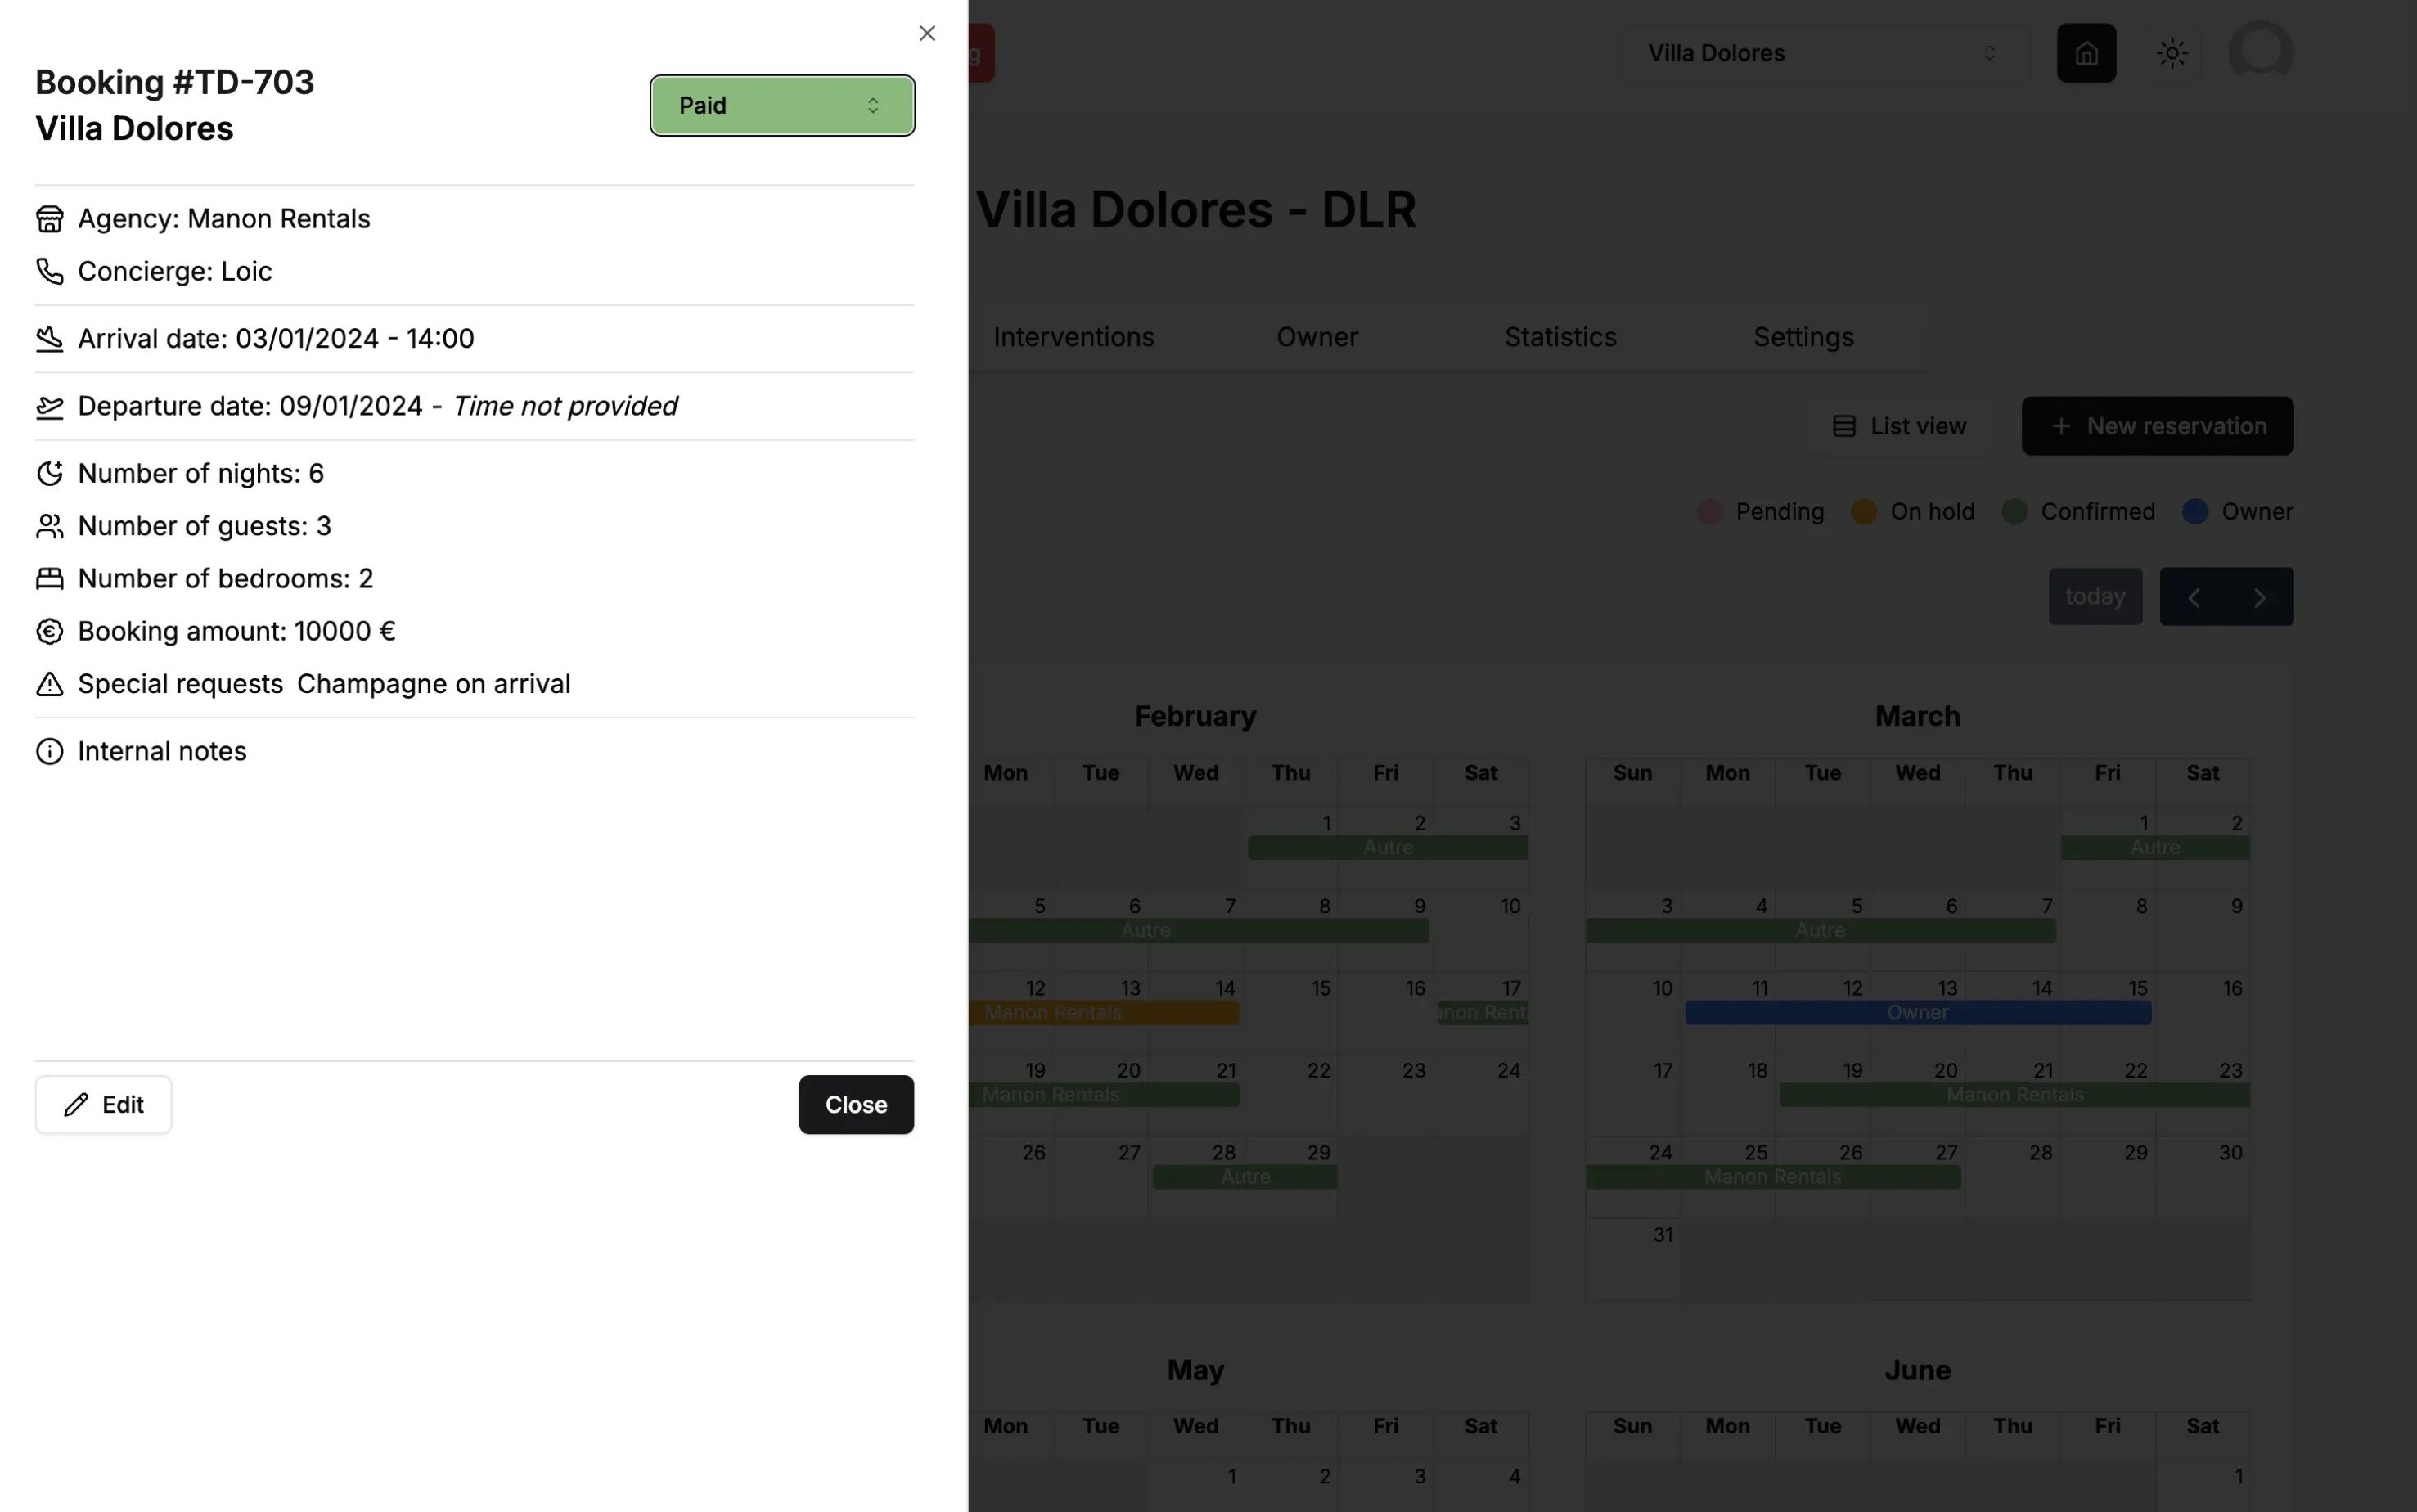 Booking #TD-703
Villa Dolores
Paid
Agency: Manon Rentals
Concierge: Loic
Arrival date: 03/01/2024 - 14:00
Departure date: 09/01/2024 - Time not provided
Number of nights: 6
Number of guests: 3
Number of bedrooms: 2
Booking amount: 10000 €
Special requests Champagne on arrival
Internal notes
Edit
Close
g
Villa Dolores
Villa Dolores - DLR
Interventions Owner Statistics Settings
List view
+ New reservation
Pending On hold Confirmed Owner
today
February
Mon Tue Wed Thu Fri Sat
1 2 3
Autre
5 6 7 8 9 10
Autre
12 13 14 15 16 17
Manon Rentals anon Renta
19 20 21 22 23 24
Manon Rentals
26 27 28 29
Autre
March
Sun Mon Tue Wed Thu Fri Sat
1 2
Autre
3 4 5 6 7 8 9
Autre
10 11 12 13 14 15 16
Owner
17 18 19 20 21 22 23
Manon Rentals
24 25 26 27 28 29 30
Manon Rentals
31
May
Mon Tue Wed Thu Fri Sat
1 2 3 4
June
Sun Mon Tue Wed Thu Fri Sat
1